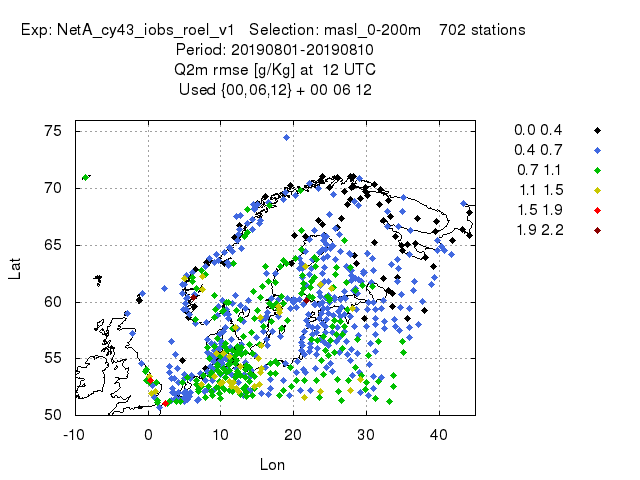 Exp: NetA_cy43_iobs_roel_v1 Selection: masl_0-200m 702 stations
Period: 20190801-20190810
Q2m rmse [g/Kg] at 12 UTC
Used {00,06,12} + 00 06 12
0.0 0.4
0.4 0.7
0.7 1.1
1.1 1.5
1.5 1.9
1.9 2.2
75
70
65
60
55
50
Lat
-10 0 10 20 30 40
Lon